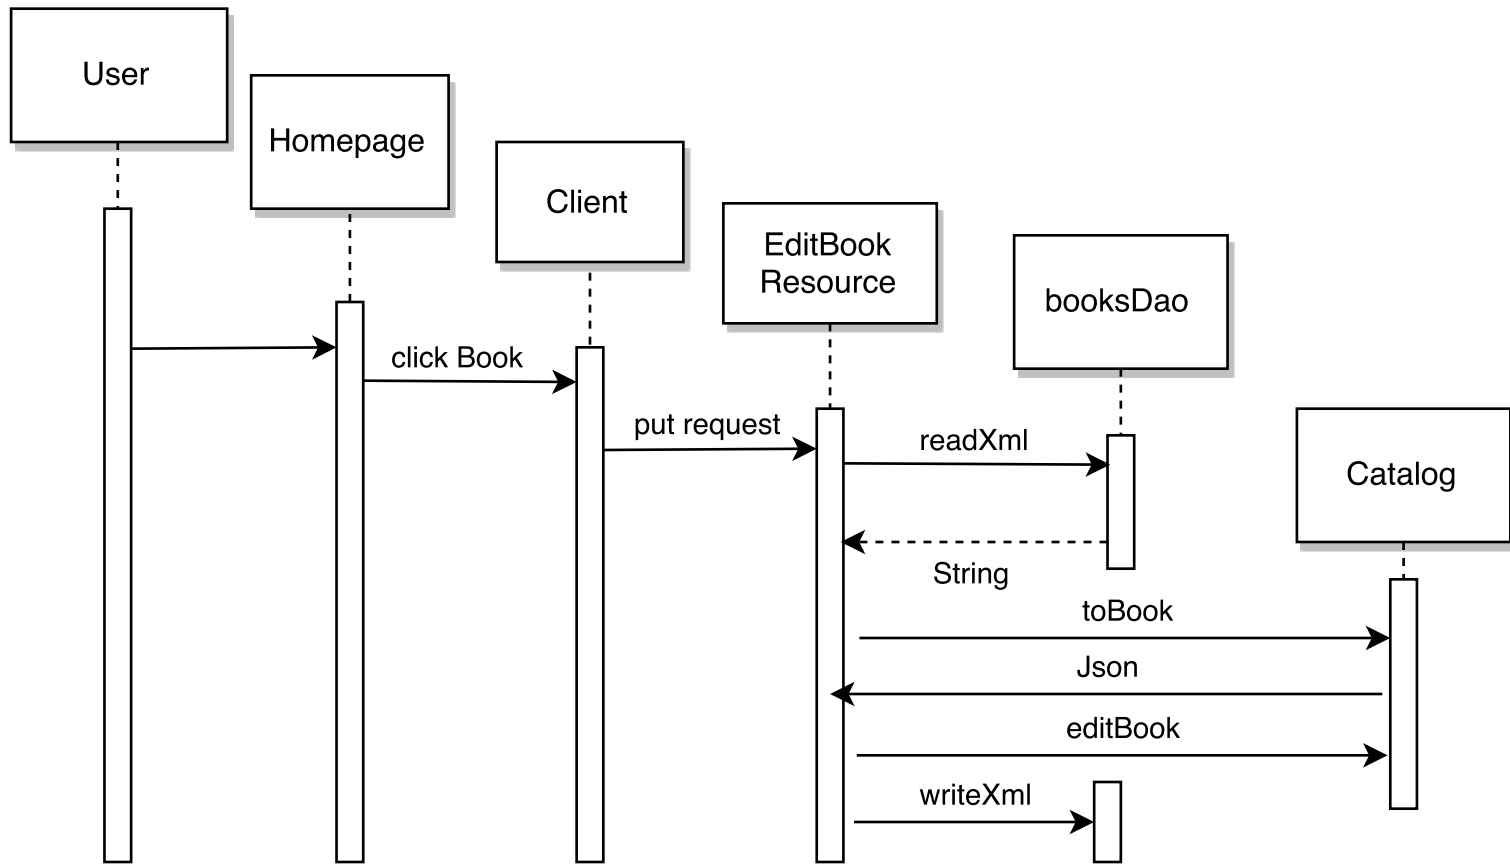 User
Homepage
Client
EditBook
Resource
booksDao
Catalog
click Book
put request
readXml
String
toBook
Json
editBook
writeXml